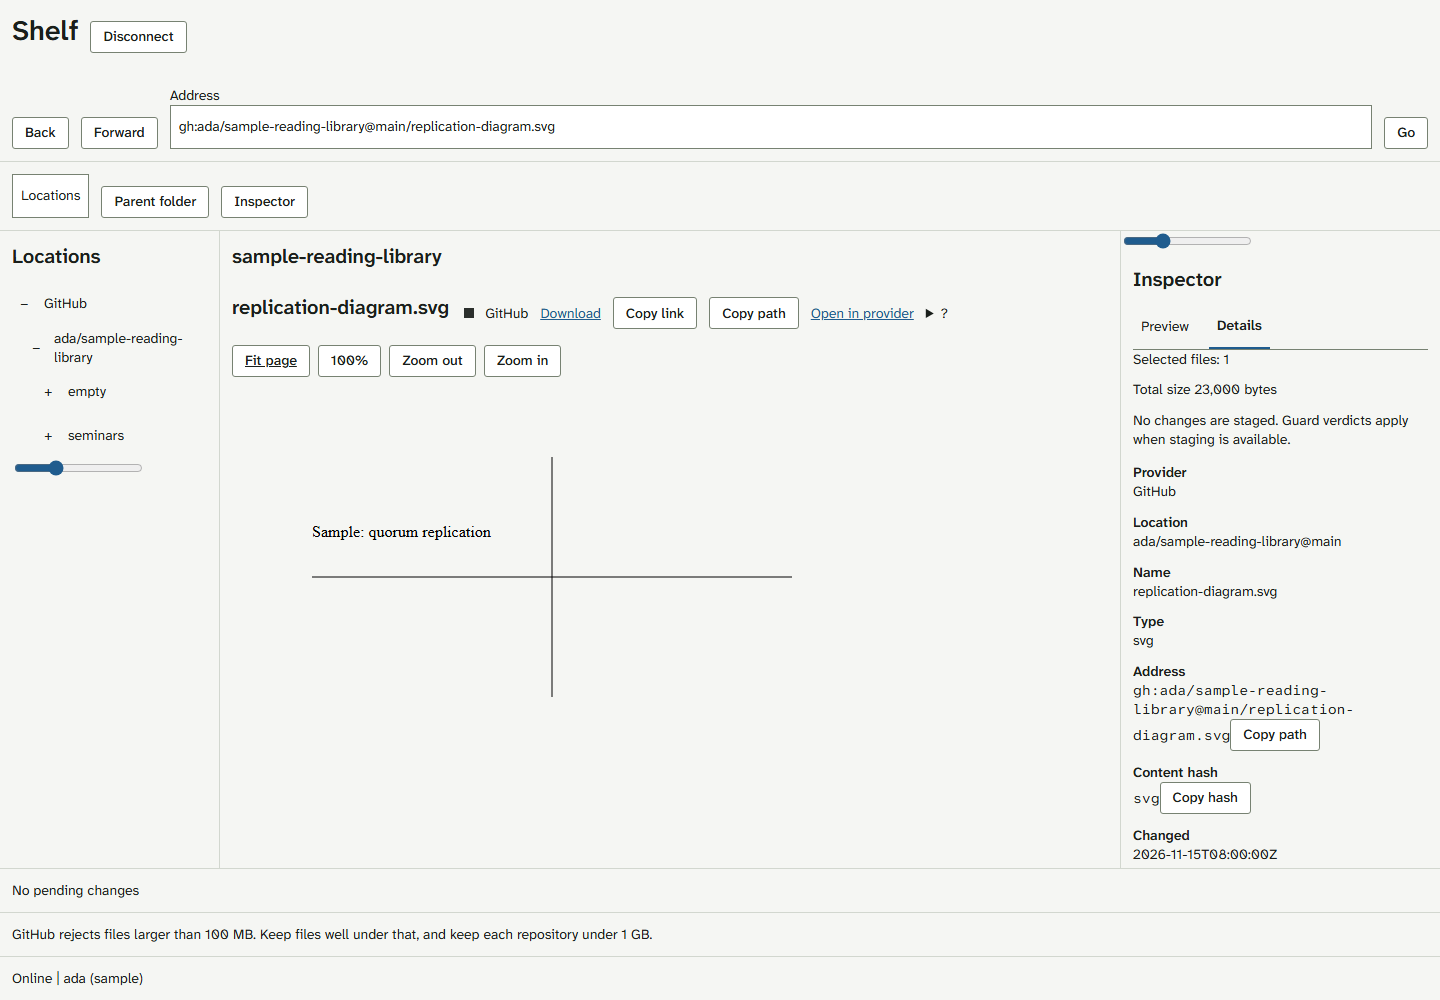 Shelf
Disconnect
Address
Back
Forward
gh:ada/sample-reading-library@main/replication-diagram.svg
Go
Locations
Parent folder
Inspector
Locations
– GitHub
– ada/sample-reading-
library
+ empty
+ seminars
sample-reading-library
replication-diagram.svg
GitHub
Download
Copy link
Copy path
Open in provider
?
Fit page
100%
Zoom out
Zoom in
Sample: quorum replication
Inspector
Preview
Details
Selected files: 1
Total size 23,000 bytes
No changes are staged. Guard verdicts apply
when staging is available.
Provider
GitHub
Location
ada/sample-reading-library@main
Name
replication-diagram.svg
Type
svg
Address
gh:ada/sample-reading-
library@main/replication-
diagram.svg
Copy path
Content hash
svg
Copy hash
Changed
2026-11-15T08:00:00Z
No pending changes
GitHub rejects files larger than 100 MB. Keep files well under that, and keep each repository under 1 GB.
Online | ada (sample)